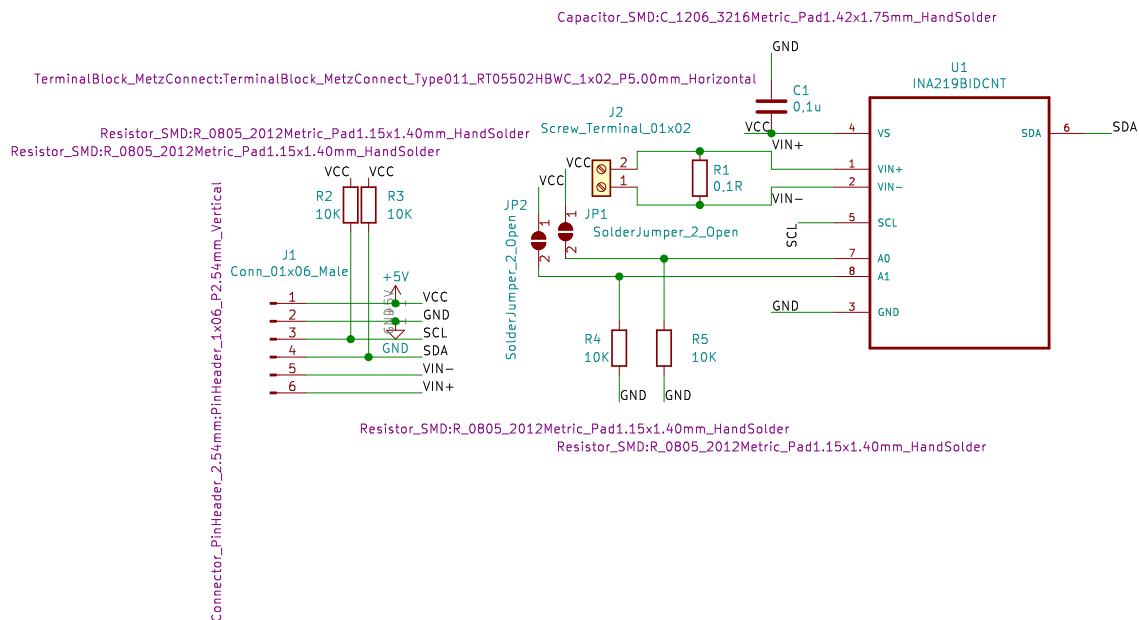 Capacitor_SMD:C_1206_3216Metric_Pad1.42x1.75mm_HandSolder
GND
TerminalBlock_MetzConnect:TerminalBlock_MetzConnect_Type011_RT05502HBWC_1x02_P5.00mm_Horizontal
U1
INA219BIDCNT
C1
0,1u
J2
Screw_Terminal_01x02
Resistor_SMD:R_0805_2012Metric_Pad1.15x1.40mm_HandSolder
Resistor_SMD:R_0805_2012Metric_Pad1.15x1.40mm_HandSolder
VCC
4
VS
SDA
6
SDA
VIN+
VCC
2
1
R1
0,1R
1
VIN+
2
VIN-
VIN-
VCC
VCC
VCC
R2
10K
R3
10K
JP2
1
2
SolderJumper_2_Open
JP1
1
2
SolderJumper_2_Open
SCL
5
SCL
7
A0
8
A1
GND
3
GND
J1
Conn_01x06_Male
+5V
1
VCC
2
GND
3
SCL
GND
4
SDA
5
VIN-
6
VIN+
Connector_PinHeader_2.54mm:PinHeader_1x06_P2.54mm_Vertical
R4
10K
R5
10K
GND
GND
Resistor_SMD:R_0805_2012Metric_Pad1.15x1.40mm_HandSolder
Resistor_SMD:R_0805_2012Metric_Pad1.15x1.40mm_HandSolder